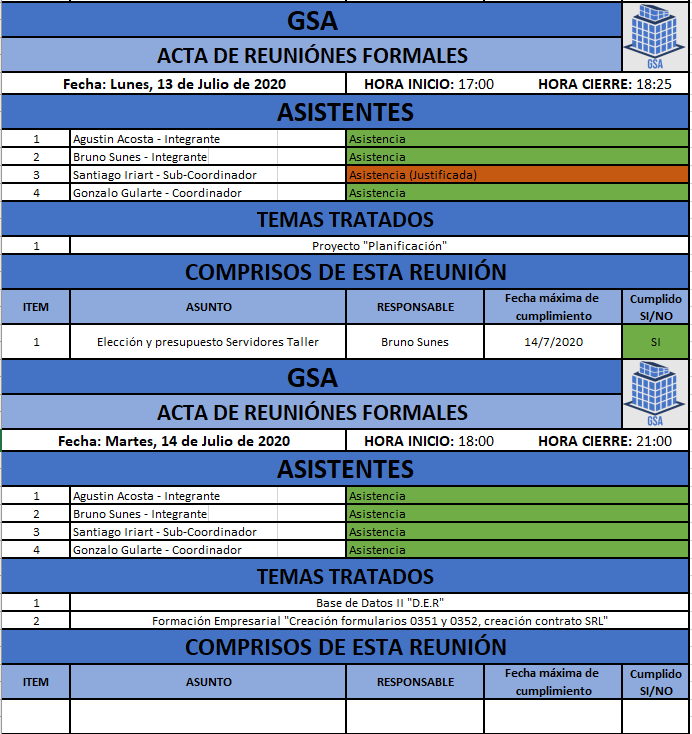 GSA
ACTA DE REUNIÓNES FORMALES
GSA
Fecha: Lunes, 13 de Julio de 2020 HORA INICIO: 17:00 HORA CIERRE: 18:25
ASISTENTES
1 Agustin Acosta - Integrante Asistencia
2 Bruno Sunes - Integrante Asistencia
3 Santiago Iriart - Sub-Coordinador Asistencia (Justificada)
4 Gonzalo Gularte - Coordinador Asistencia
TEMAS TRATADOS
1 Proyecto "Planificación"
COMPRISOS DE ESTA REUNIÓN
ITEM ASUNTO RESPONSABLE Fecha máxima de cumplimiento Cumplido SI/NO
1 Elección y presupuesto Servidores Taller Bruno Sunes 14/7/2020 SI
GSA
ACTA DE REUNIÓNES FORMALES
GSA
Fecha: Martes, 14 de Julio de 2020 HORA INICIO: 18:00 HORA CIERRE: 21:00
ASISTENTES
1 Agustin Acosta - Integrante Asistencia
2 Bruno Sunes - Integrante Asistencia
3 Santiago Iriart - Sub-Coordinador Asistencia
4 Gonzalo Gularte - Coordinador Asistencia
TEMAS TRATADOS
1 Base de Datos II "D.E.R"
2 Formación Empresarial "Creación formularios 0351 y 0352, creación contrato SRL"
COMPRISOS DE ESTA REUNIÓN
ITEM ASUNTO RESPONSABLE Fecha máxima de cumplimiento Cumplido SI/NO